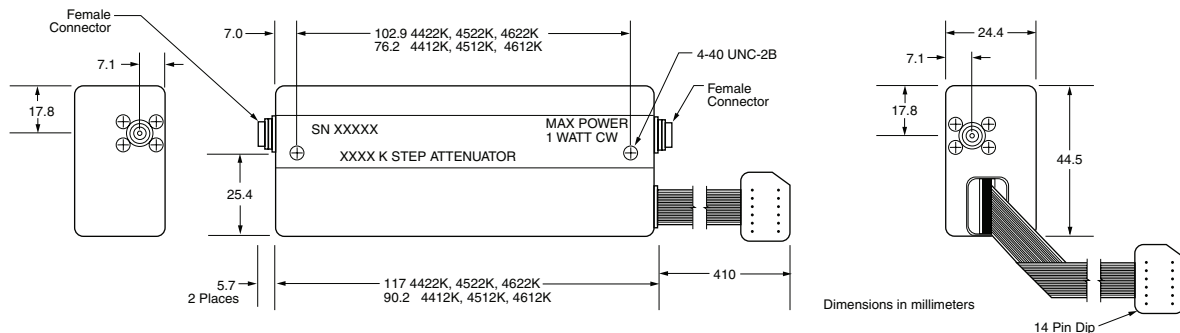 Female
Connector
7.0
102.9 4422K, 4522K, 4622K
76.2 4412K, 4512K, 4612K
4-40 UNC-2B
Female
Connector
7.1
17.8
SN XXXXX
MAX POWER
1 WATT CW
XXXX K STEP ATTENUATOR
25.4
5.7
2 Places
117 4422K, 4522K, 4622K
90.2 4412K, 4512K, 4612K
410
24.4
7.1
17.8
44.5
Dimensions in millimeters
14 Pin Dip